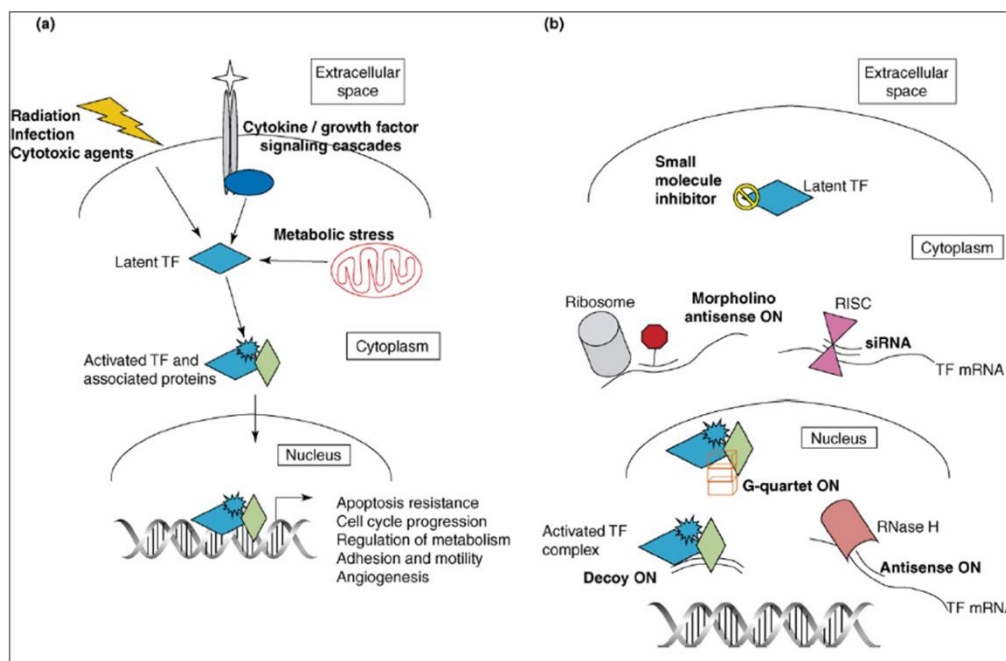 (a)
Extracellular
space
Radiation
Infection
Cytotoxic agents
Cytokine / growth factor
signaling cascades
Metabolic stress
Latent TF
Cytoplasm
Activated TF and
associated proteins
Nucleus
Apoptosis resistance
Cell cycle progression
Regulation of metabolism
Adhesion and motility
Angiogenesis
(b)
Extracellular
space
Small
molecule
inhibitor
Latent TF
Cytoplasm
Ribosome
Morpholino
antisense ON
RISC
siRNA
TF mRNA
Nucleus
G-quartet ON
Activated TF
complex
Decoy ON
RNase H
Antisense ON
TF mRNA